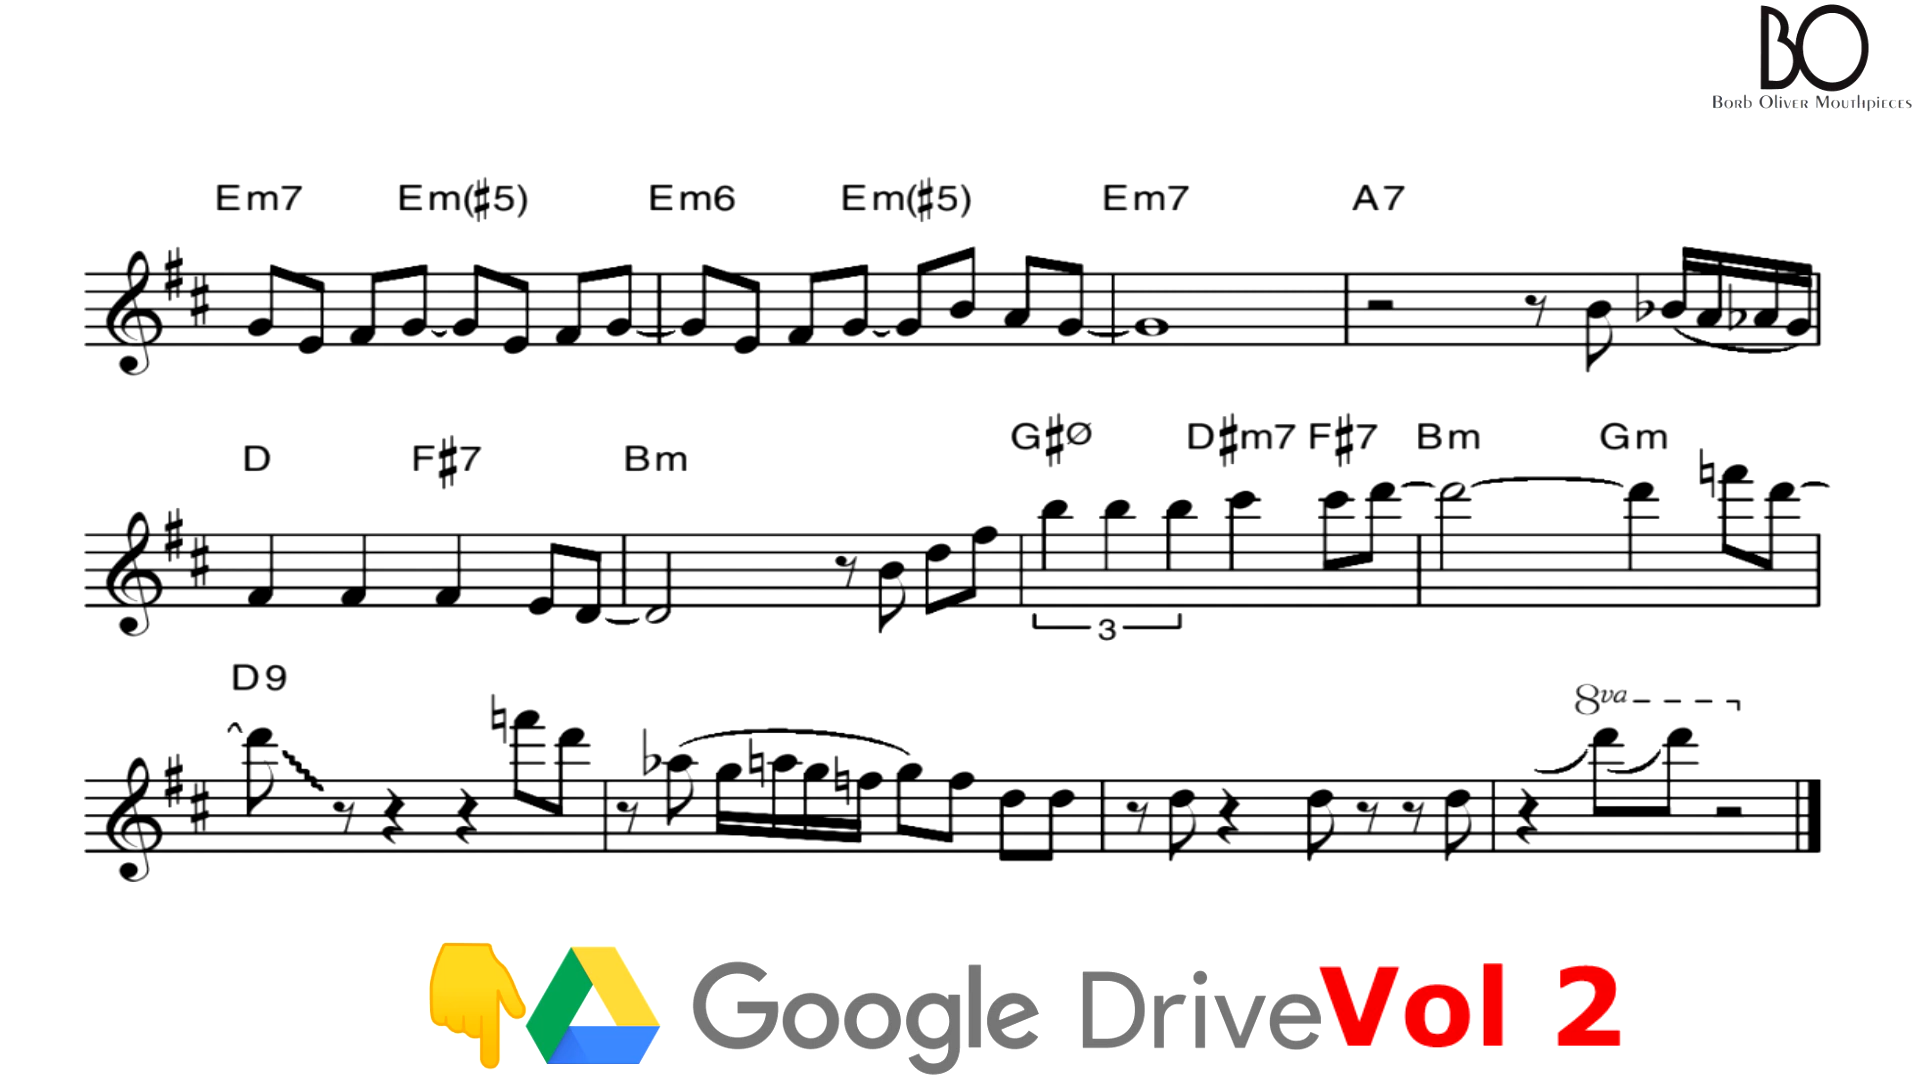 BO
Borb Oliver Mouthpieces
Em7 Em(♯5) Em6 Em(♯5) Em7 A7
D F♯7 Bm G♯ø D♯m7 F♯7 Bm Gm
3
D9
8va
Google Drive Vol 2